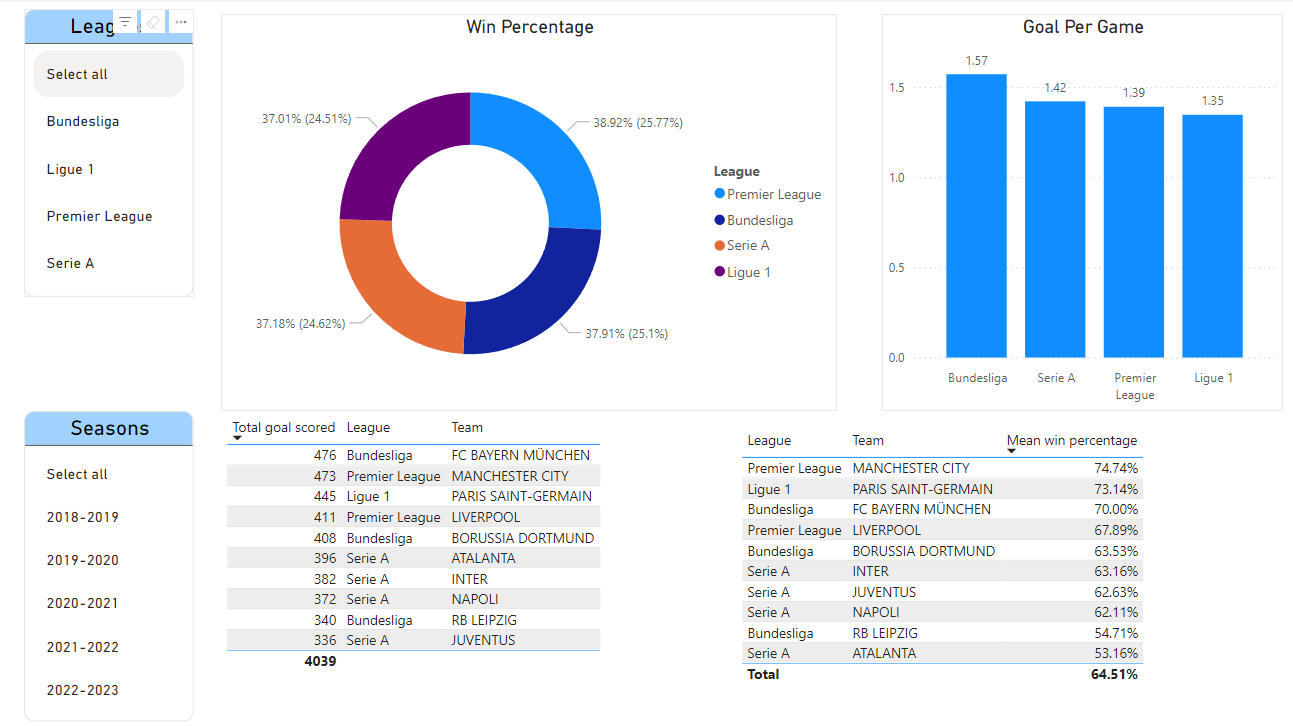 Leag
Select all
Bundesliga
Ligue 1
Premier League
Serie A
Win Percentage
37.01% (24.51%)
38.92% (25.77%)
37.18% (24.62%)
37.91% (25.1%)
League
Premier League
Bundesliga
Serie A
Ligue 1
Goal Per Game
1.57
1.42
1.39
1.35
1.5
1.0
0.5
0.0
Bundesliga
Serie A
Premier
League
Ligue 1
Seasons
Select all
2018-2019
2019-2020
2020-2021
2021-2022
2022-2023
Total goal scored League Team
476 Bundesliga FC BAYERN MÜNCHEN
473 Premier League MANCHESTER CITY
445 Ligue 1 PARIS SAINT-GERMAIN
411 Premier League LIVERPOOL
408 Bundesliga BORUSSIA DORTMUND
396 Serie A ATALANTA
382 Serie A INTER
372 Serie A NAPOLI
340 Bundesliga RB LEIPZIG
336 Serie A JUVENTUS
4039
League Team Mean win percentage
Premier League MANCHESTER CITY 74.74%
Ligue 1 PARIS SAINT-GERMAIN 73.14%
Bundesliga FC BAYERN MÜNCHEN 70.00%
Premier League LIVERPOOL 67.89%
Bundesliga BORUSSIA DORTMUND 63.53%
Serie A INTER 63.16%
Serie A JUVENTUS 62.63%
Serie A NAPOLI 62.11%
Bundesliga RB LEIPZIG 54.71%
Serie A ATALANTA 53.16%
Total 64.51%